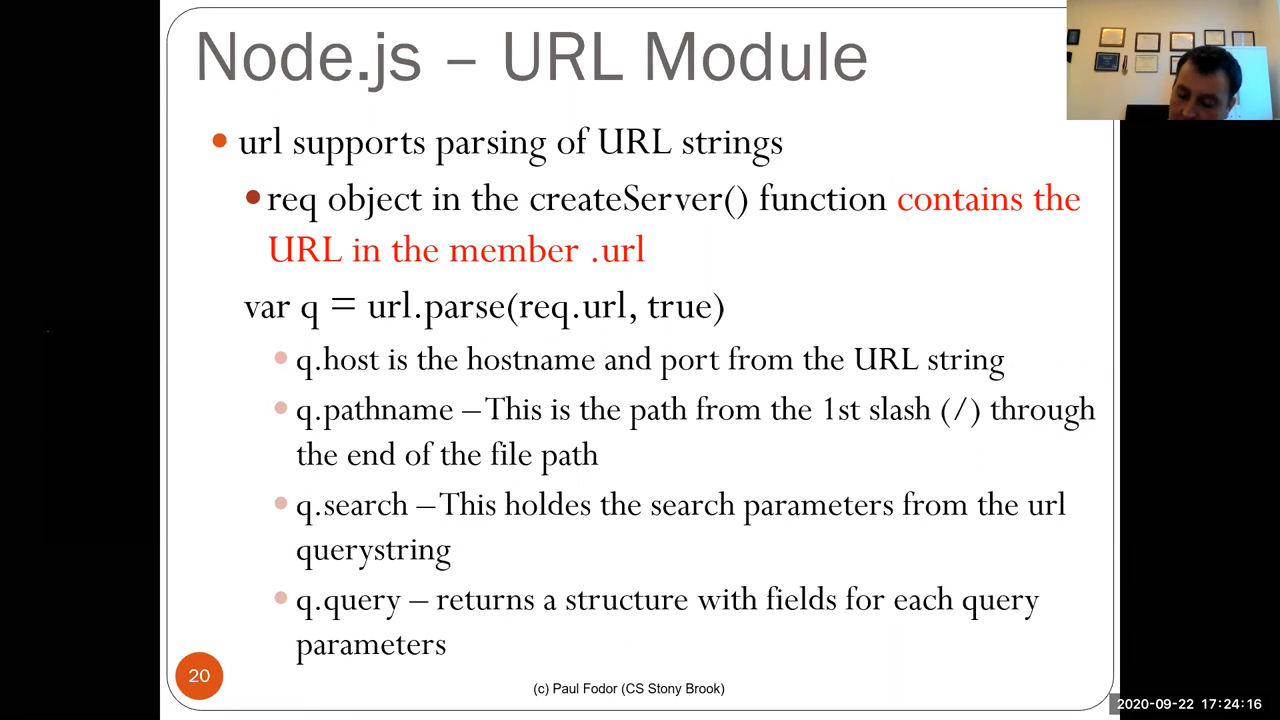 Node.js – URL Module
url supports parsing of URL strings
req object in the createServer() function contains the
URL in the member .url
var q = url.parse(req.url, true)
q.host is the hostname and port from the URL string
q.pathname – This is the path from the 1st slash (/) through
the end of the file path
q.search – This holdes the search parameters from the url
querystring
q.query – returns a structure with fields for each query
parameters
20
(c) Paul Fodor (CS Stony Brook)
2020-09-22 17:24:16